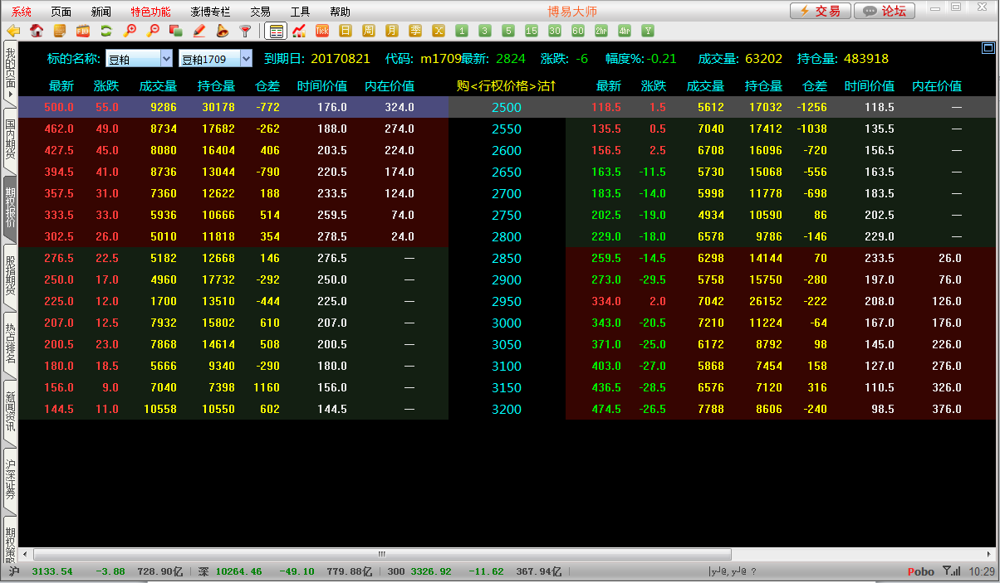 系统 页面 新闻 特色功能 澎博专栏 交易 工具 帮助 博易大师 交易 论坛
Tick 日 周 月 季 X 1 3 5 15 30 60 2hr 4hr Y
我的页面
国内期货
期权报价
股指期货
热点排名
新闻资讯
沪深证券
期权策略
标的名称: 豆粕 豆粕1709 到期日: 20170821 代码: m1709最新: 2824 涨跌: -6 幅度%:-0.21 成交量: 63202 持仓量: 483918
最新 涨跌 成交量 持仓量 仓差 时间价值 内在价值 购<行权价格>沽↑ 最新 涨跌 成交量 持仓量 仓差 时间价值 内在价值
500.0 55.0 9286 30178 -772 176.0 324.0 2500 118.5 1.5 5612 17032 -1256 118.5 —
462.0 49.0 8734 17682 -262 188.0 274.0 2550 135.5 0.5 7040 17412 -1038 135.5 —
427.5 45.0 8080 16404 406 203.5 224.0 2600 156.5 2.5 6708 16096 -720 156.5 —
394.5 41.0 8736 13044 -790 220.5 174.0 2650 163.5 -11.5 5730 15068 -556 163.5 —
357.5 31.0 7360 12622 188 233.5 124.0 2700 183.5 -14.0 5998 11778 -698 183.5 —
333.5 33.0 5936 10666 514 259.5 74.0 2750 202.5 -19.0 4934 10590 86 202.5 —
302.5 26.0 5010 11818 354 278.5 24.0 2800 229.0 -18.0 6578 9786 -146 229.0 —
276.5 22.5 5182 12668 146 276.5 — 2850 259.5 -14.5 6298 14144 70 233.5 26.0
250.0 17.0 4960 17732 -292 250.0 — 2900 273.0 -29.5 5758 15750 -280 197.0 76.0
225.0 12.0 1700 13510 -444 225.0 — 2950 334.0 2.0 7042 26152 -222 208.0 126.0
207.0 12.5 7932 15802 610 207.0 — 3000 343.0 -20.5 7210 11224 -64 167.0 176.0
200.5 23.0 7868 14614 508 200.5 — 3050 371.0 -25.0 6172 8792 98 145.0 226.0
180.0 18.5 5666 9340 -290 180.0 — 3100 403.0 -27.0 5868 7454 158 127.0 276.0
156.0 9.0 7040 7398 1160 156.0 — 3150 436.5 -28.5 6576 7120 316 110.5 326.0
144.5 11.0 10558 10550 602 144.5 — 3200 474.5 -26.5 7788 8606 -240 98.5 376.0
沪 3133.54 -3.88 728.90亿 深 10264.46 -49.10 779.88亿 300 3326.92 -11.62 367.94亿 Pobo 10:29